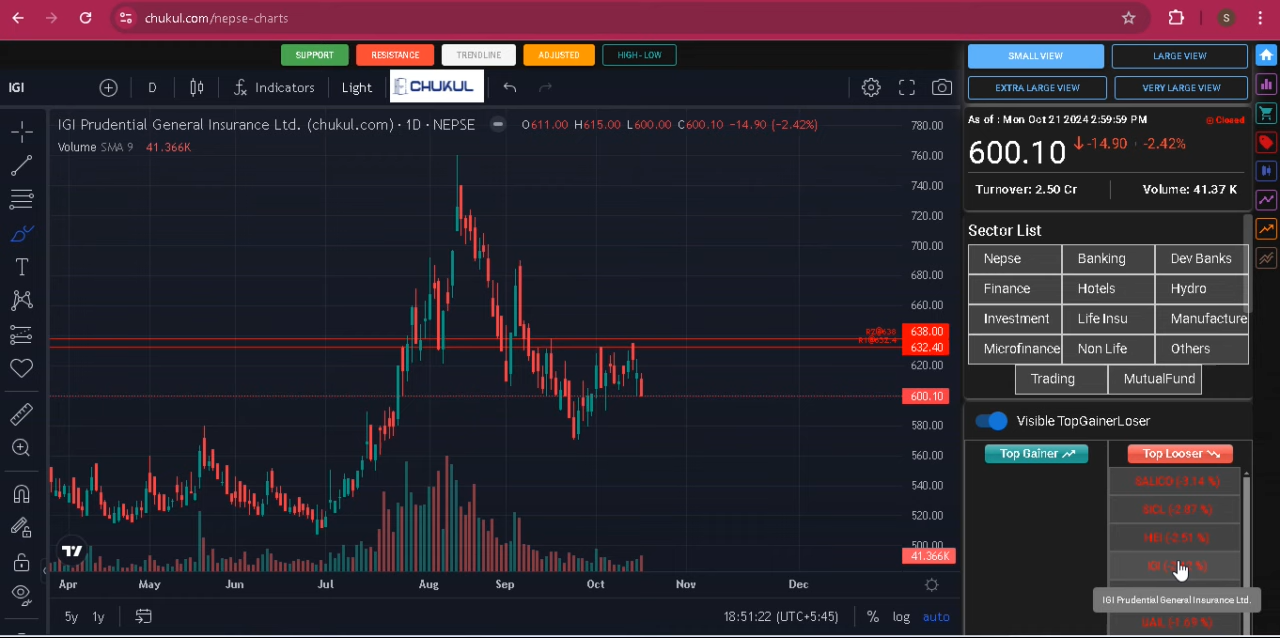 chukul.com/nepse-charts
S
SUPPORT
RESISTANCE
TRENDLINE
ADJUSTED
HIGH - LOW
SMALL VIEW
LARGE VIEW
EXTRA LARGE VIEW
VERY LARGE VIEW
IGI
D
Indicators
Light
CHUKUL
IGI Prudential General Insurance Ltd. (chukul.com) · 1D · NEPSE
O611.00 H615.00 L600.00 C600.10 -14.90 (-2.42%)
Volume SMA 9 41.366K
780.00
760.00
740.00
720.00
700.00
680.00
660.00
638.00
632.40
620.00
600.10
580.00
560.00
540.00
520.00
500.00
41.366K
Apr May Jun Jul Aug Sep Oct Nov Dec
5y 1y
18:51:22 (UTC+5:45)
% log auto
As of : Mon Oct 21 2024 2:59:59 PM
Closed
600.10 -14.90 -2.42%
Turnover: 2.50 Cr
Volume: 41.37 K
Sector List
Nepse Banking Dev Banks
Finance Hotels Hydro
Investment Life Insu Manufacture
Microfinance Non Life Others
Trading MutualFund
Visible TopGainerLoser
Top Gainer
Top Looser
SALICO (-3.14 %)
SICL (-2.87 %)
HEI (-2.51 %)
IGI
IGI Prudential General Insurance Ltd.
UAIL (-1.69 %)